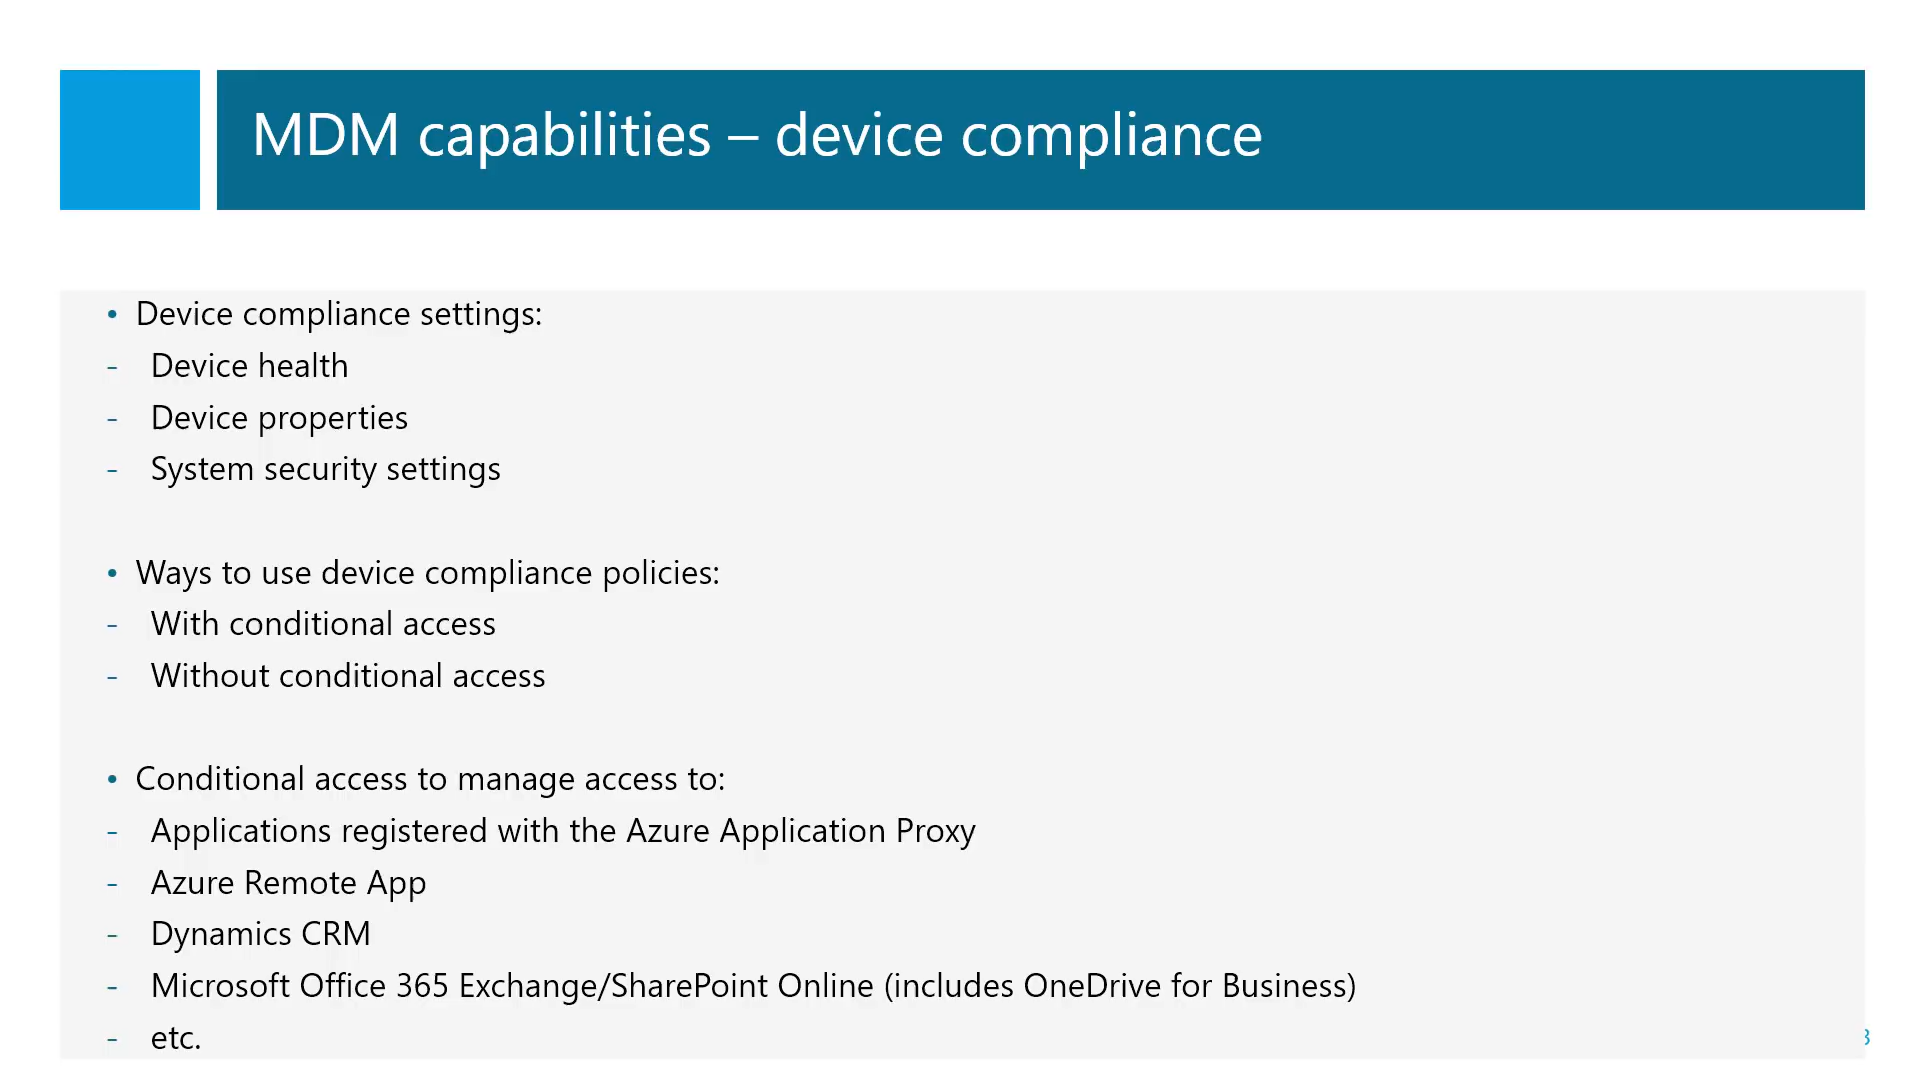 MDM capabilities – device compliance
• Device compliance settings:
- Device health
- Device properties
- System security settings
• Ways to use device compliance policies:
- With conditional access
- Without conditional access
• Conditional access to manage access to:
- Applications registered with the Azure Application Proxy
- Azure Remote App
- Dynamics CRM
- Microsoft Office 365 Exchange/SharePoint Online (includes OneDrive for Business)
- etc.